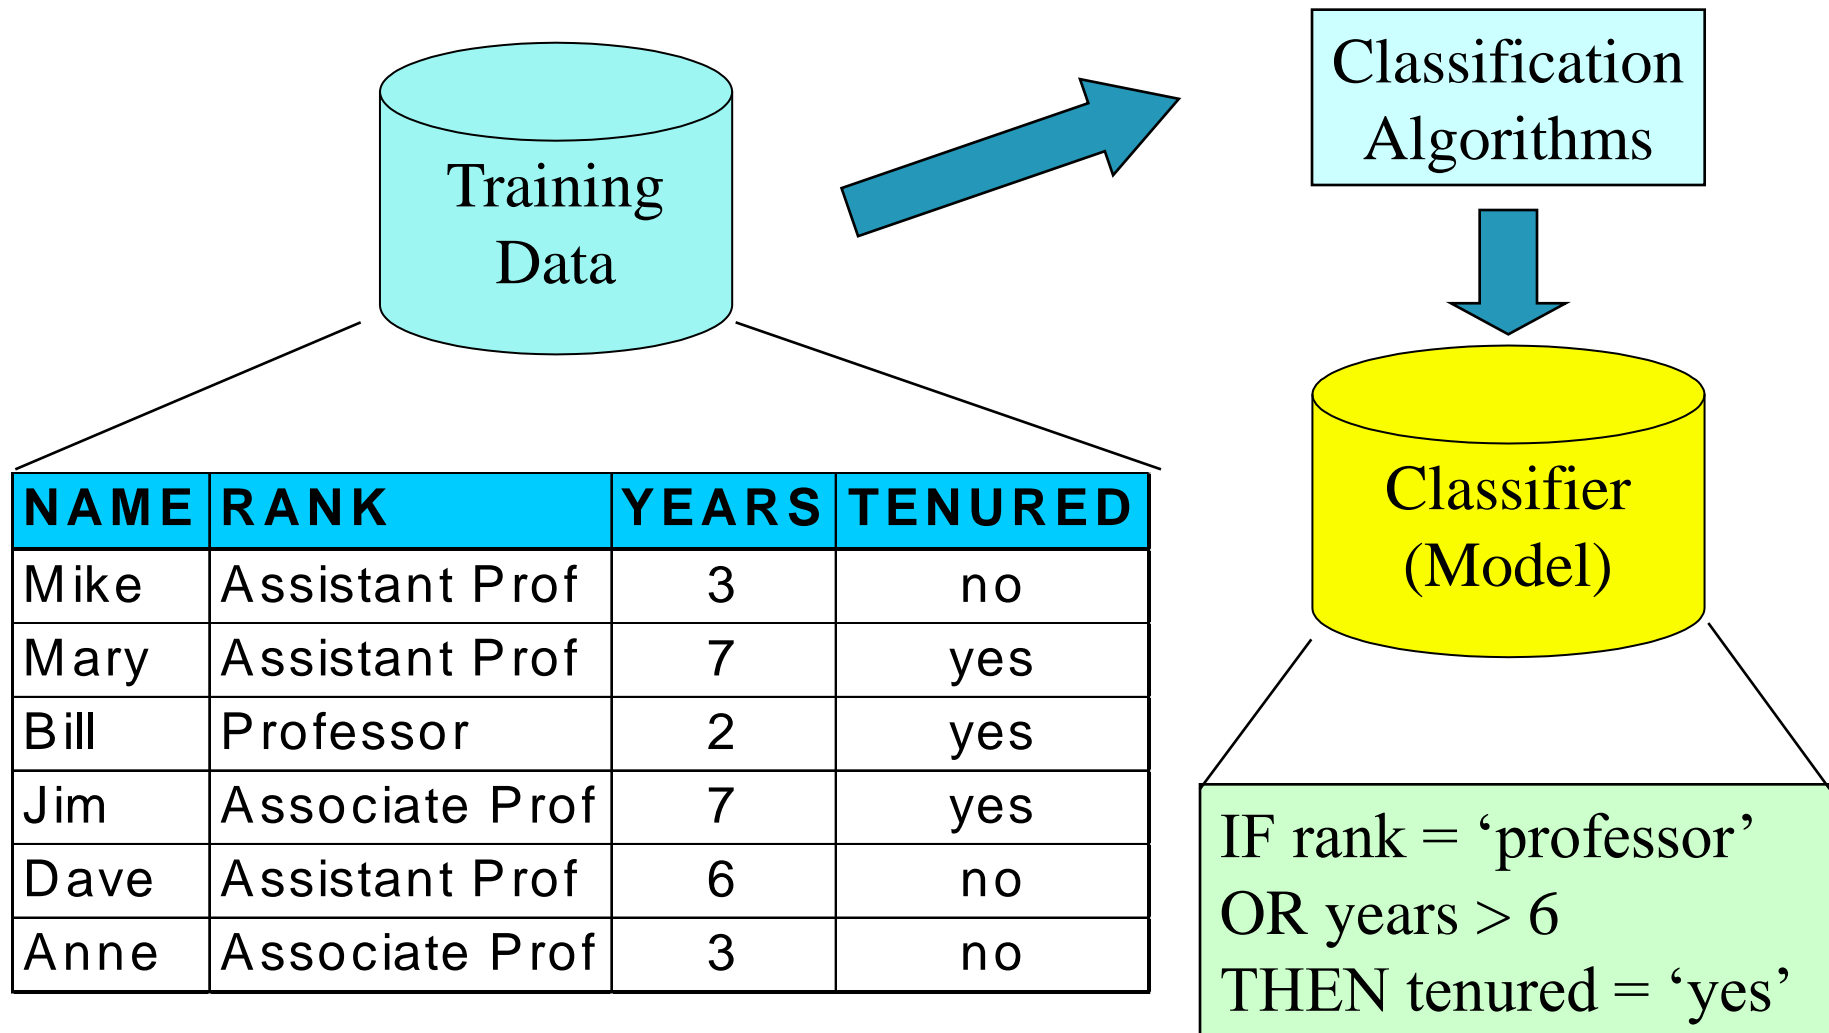 Training
Data
Classification
Algorithms
NAME RANK YEARS TENURED
Mike Assistant Prof 3 no
Mary Assistant Prof 7 yes
Bill Professor 2 yes
Jim Associate Prof 7 yes
Dave Assistant Prof 6 no
Anne Associate Prof 3 no
Classifier
(Model)
IF rank = ‘professor’
OR years > 6
THEN tenured = ‘yes’